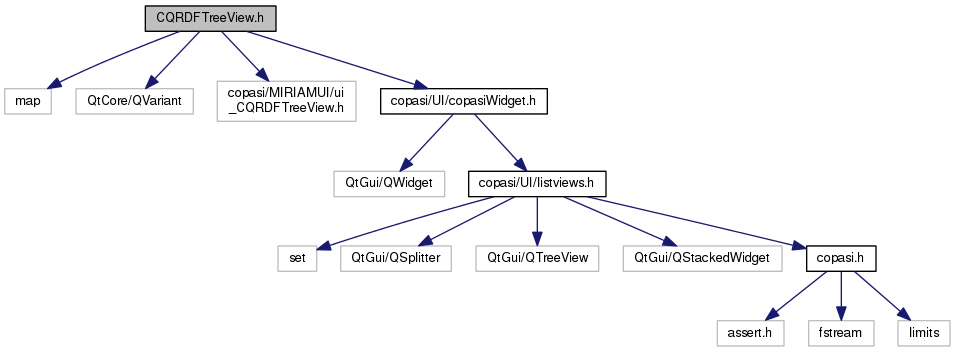 CQRDFTreeView.h
map
QtCore/QVariant
copasi/MIRIAMUI/ui
_CQRDFTreeView.h
copasi/UI/copasiWidget.h
QtGui/QWidget
copasi/UI/listviews.h
set
QtGui/QSplitter
QtGui/QTreeView
QtGui/QStackedWidget
copasi.h
assert.h
fstream
limits